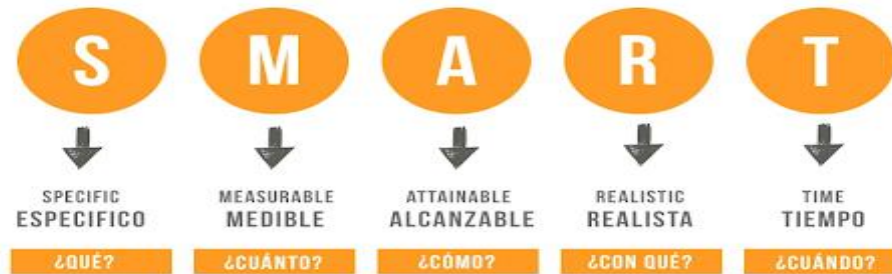 S M A R T
SPECIFIC MEASURABLE ATTAINABLE REALISTIC TIME
ESPECIFICO MEDIBLE ALCANZABLE REALISTA TIEMPO
¿QUÉ? ¿CUÁNTO? ¿CÓMO? ¿CON QUÉ? ¿CUÁNDO?